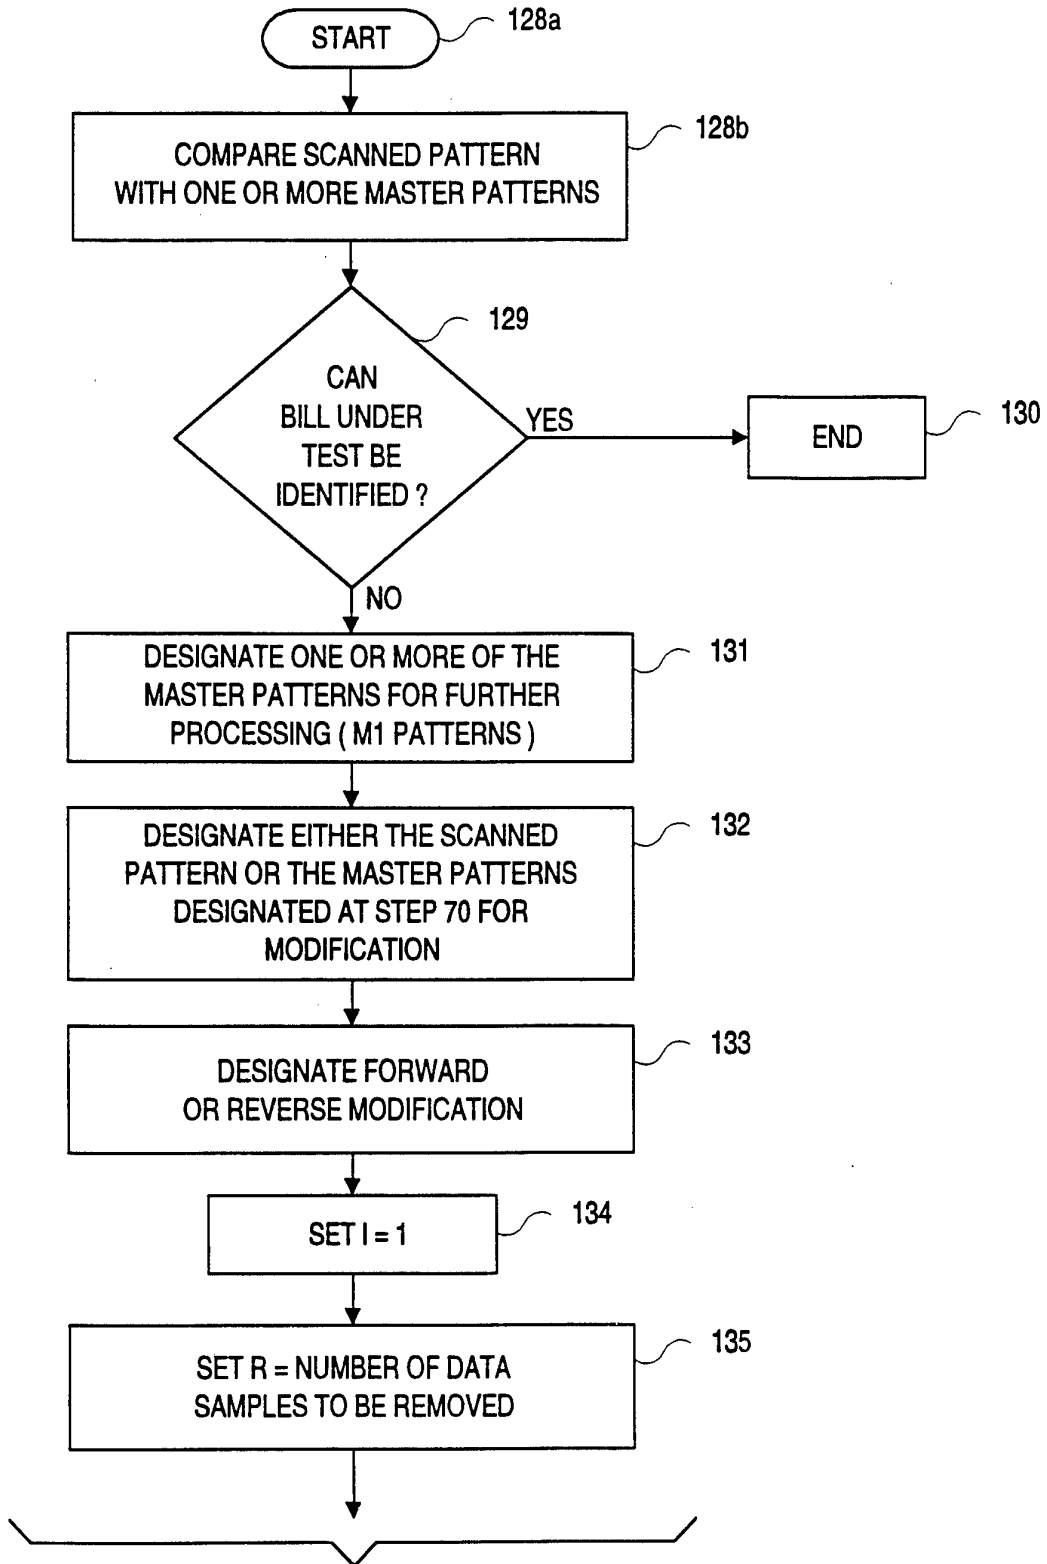 START
128a
COMPARE SCANNED PATTERN
WITH ONE OR MORE MASTER PATTERNS
128b
CAN
BILL UNDER
TEST BE
IDENTIFIED ?
129
YES
END
130
NO
DESIGNATE ONE OR MORE OF THE
MASTER PATTERNS FOR FURTHER
PROCESSING ( M1 PATTERNS )
131
DESIGNATE EITHER THE SCANNED
PATTERN OR THE MASTER PATTERNS
DESIGNATED AT STEP 70 FOR
MODIFICATION
132
DESIGNATE FORWARD
OR REVERSE MODIFICATION
133
SET I = 1
134
SET R = NUMBER OF DATA
SAMPLES TO BE REMOVED
135